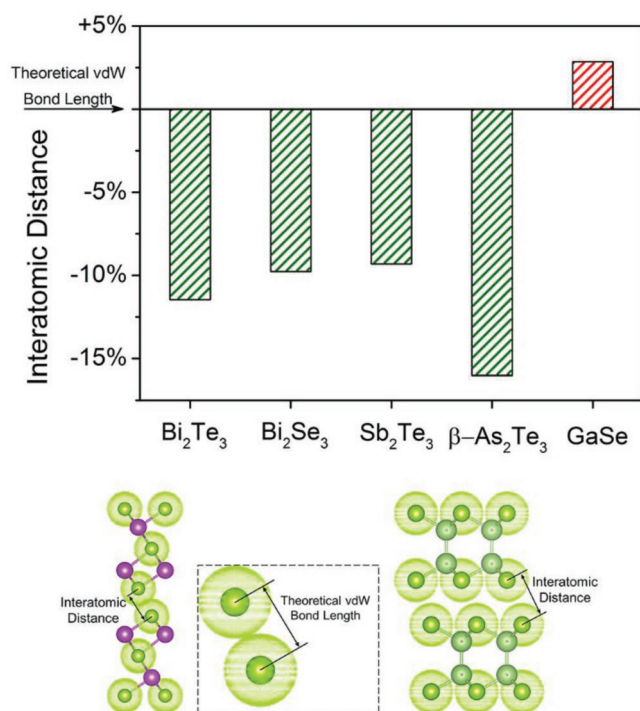 +5%
Theoretical vdW
Bond Length
Interatomic Distance
-5%
-10%
-15%
Bi₂Te₃ Bi₂Se₃ Sb₂Te₃ β–As₂Te₃ GaSe
Interatomic
Distance
Theoretical vdW
Bond Length
Interatomic
Distance